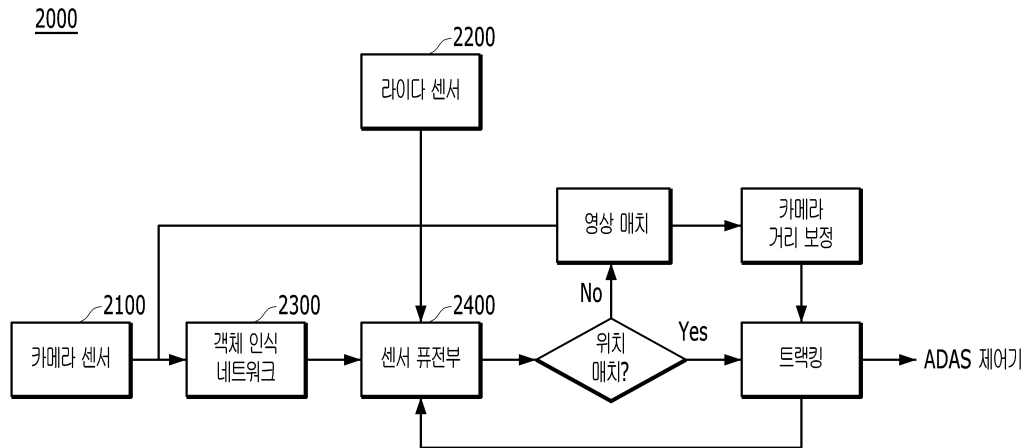 2000
2200
라이다 센서
영상 매치
카메라
거리 보정
No
2100
2300
2400
Yes
카메라 센서
객체 인식
네트워크
센서 퓨전부
위치
매치?
트랙킹
ADAS 제어기